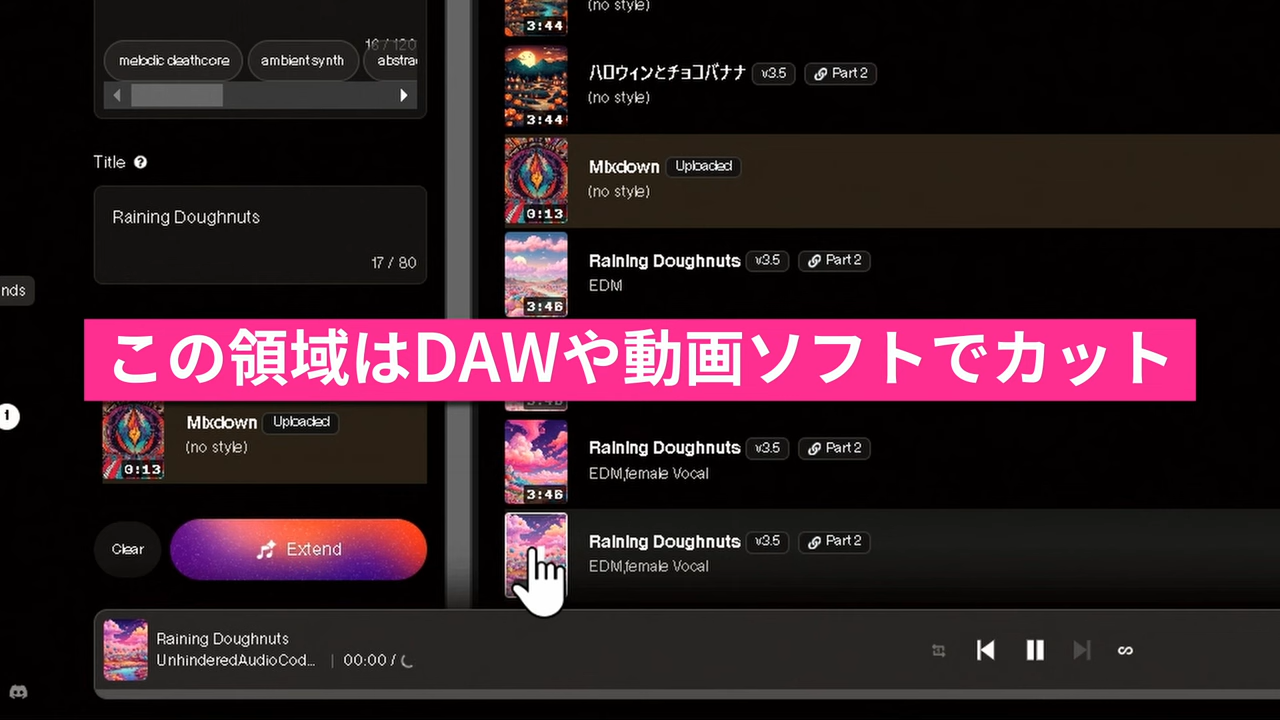 16 / 120
melodic deathcore
ambient synth
abstra
Title
Raining Doughnuts
17 / 80
nds
1
Mixdown Uploaded
(no style)
0:13
Clear
Extend
(no style)
3:44
ハロウィンとチョコバナナ v3.5 Part 2
(no style)
3:44
Mixdown Uploaded
(no style)
0:13
Raining Doughnuts v3.5 Part 2
EDM
3:46
この領域はDAWや動画ソフトでカット
3:46
Raining Doughnuts v3.5 Part 2
EDM,female Vocal
3:46
Raining Doughnuts v3.5 Part 2
EDM,female Vocal
Raining Doughnuts
UnhinderedAudioCod... | 00:00 /